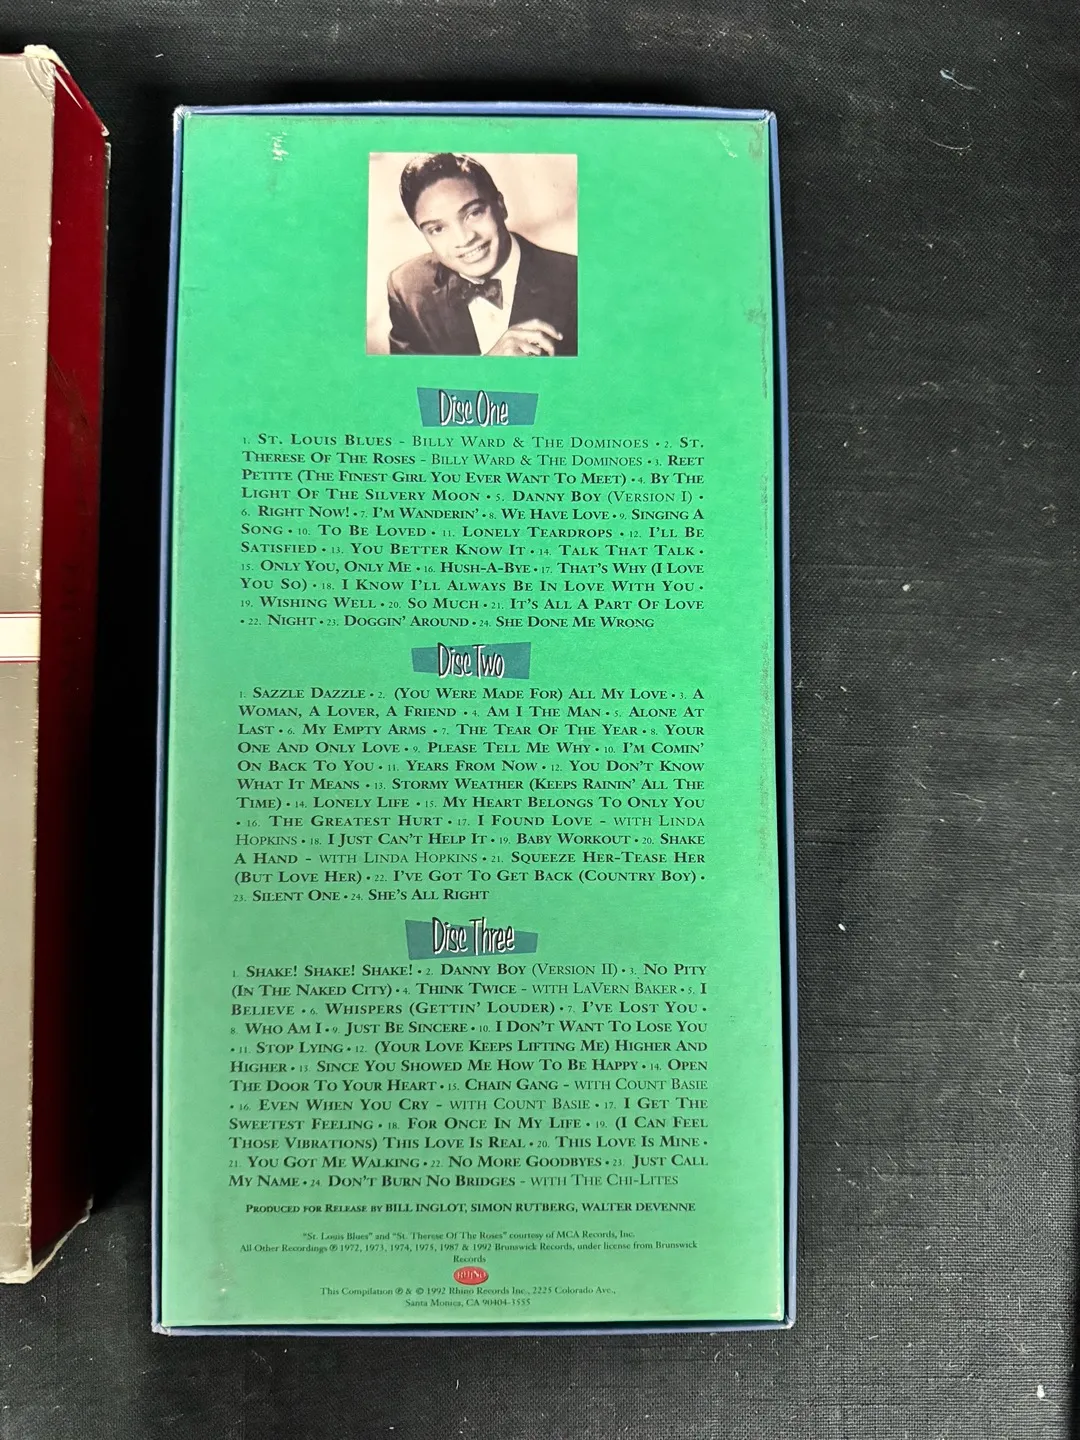 Disc One
1. ST. LOUIS BLUES - BILLY WARD & THE DOMINOES • 2. ST.
THERESE OF THE ROSES - BILLY WARD & THE DOMINOES • 3. REET
PETITE (THE FINEST GIRL YOU EVER WANT TO MEET) • 4. BY THE
LIGHT OF THE SILVERY MOON • 5. DANNY BOY (VERSION I) •
6. RIGHT NOW! • 7. I'M WANDERIN' • 8. WE HAVE LOVE • 9. SINGING A
SONG • 10. TO BE LOVED • 11. LONELY TEARDROPS • 12. I'LL BE
SATISFIED • 13. YOU BETTER KNOW IT • 14. TALK THAT TALK •
15. ONLY YOU, ONLY ME • 16. HUSH-A-BYE • 17. THAT'S WHY (I LOVE
YOU SO) • 18. I KNOW I'LL ALWAYS BE IN LOVE WITH YOU •
19. WISHING WELL • 20. SO MUCH • 21. IT'S ALL A PART OF LOVE
• 22. NIGHT • 23. DOGGIN' AROUND • 24. SHE DONE ME WRONG
Disc Two
1. SAZZLE DAZZLE • 2. (YOU WERE MADE FOR) ALL MY LOVE • 3. A
WOMAN, A LOVER, A FRIEND • 4. AM I THE MAN • 5. ALONE AT
LAST • 6. MY EMPTY ARMS • 7. THE TEAR OF THE YEAR • 8. YOUR
ONE AND ONLY LOVE • 9. PLEASE TELL ME WHY • 10. I'M COMIN'
ON BACK TO YOU • 11. YEARS FROM NOW • 12. YOU DON'T KNOW
WHAT IT MEANS • 13. STORMY WEATHER (KEEPS RAININ' ALL THE
TIME) • 14. LONELY LIFE • 15. MY HEART BELONGS TO ONLY YOU
• 16. THE GREATEST HURT • 17. I FOUND LOVE - WITH LINDA
HOPKINS • 18. I JUST CAN'T HELP IT • 19. BABY WORKOUT • 20. SHAKE
A HAND - WITH LINDA HOPKINS • 21. SQUEEZE HER-TEASE HER
(BUT LOVE HER) • 22. I'VE GOT TO GET BACK (COUNTRY BOY) •
23. SILENT ONE • 24. SHE'S ALL RIGHT
Disc Three
1. SHAKE! SHAKE! SHAKE! • 2. DANNY BOY (VERSION II) • 3. NO PITY
(IN THE NAKED CITY) • 4. THINK TWICE - WITH LAVERN BAKER • 5. I
BELIEVE • 6. WHISPERS (GETTIN' LOUDER) • 7. I'VE LOST YOU •
8. WHO AM I • 9. JUST BE SINCERE • 10. I DON'T WANT TO LOSE YOU
• 11. STOP LYING • 12. (YOUR LOVE KEEPS LIFTING ME) HIGHER AND
HIGHER • 13. SINCE YOU SHOWED ME HOW TO BE HAPPY • 14. OPEN
THE DOOR TO YOUR HEART • 15. CHAIN GANG - WITH COUNT BASIE
• 16. EVEN WHEN YOU CRY - WITH COUNT BASIE • 17. I GET THE
SWEETEST FEELING • 18. FOR ONCE IN MY LIFE • 19. (I CAN FEEL
THOSE VIBRATIONS) THIS LOVE IS REAL • 20. THIS LOVE IS MINE •
21. YOU GOT ME WALKING • 22. NO MORE GOODBYES • 23. JUST CALL
MY NAME • 24. DON'T BURN NO BRIDGES - WITH THE CHI-LITES
PRODUCED FOR RELEASE BY BILL INGLOT, SIMON RUTBERG, WALTER DEVENNE
"St. Louis Blues" and "St. Therese Of The Roses" courtesy of MCA Records, Inc.
All Other Recordings ℗ 1972, 1973, 1974, 1975, 1987 & 1992 Brunswick Records, under license from Brunswick
Records
RHINO
This Compilation ℗ & © 1992 Rhino Records Inc., 2225 Colorado Ave.,
Santa Monica, CA 90404-3555